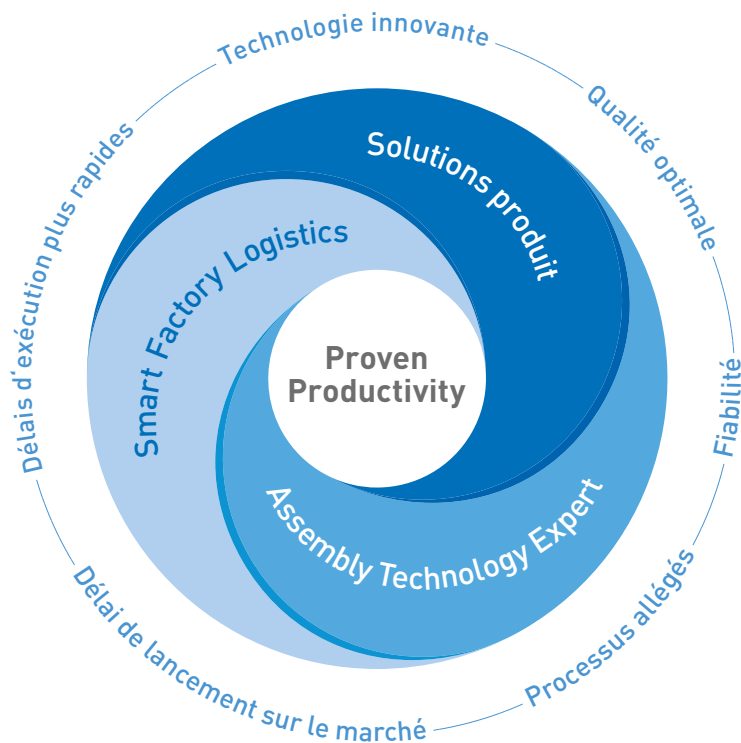 Technologie innovante
Qualité optimale
Fiabilité
Processus allégés
Délai de lancement sur le marché
Délais d‘exécution plus rapides
Solutions produit
Smart Factory Logistics
Assembly Technology Expert
Proven
Productivity